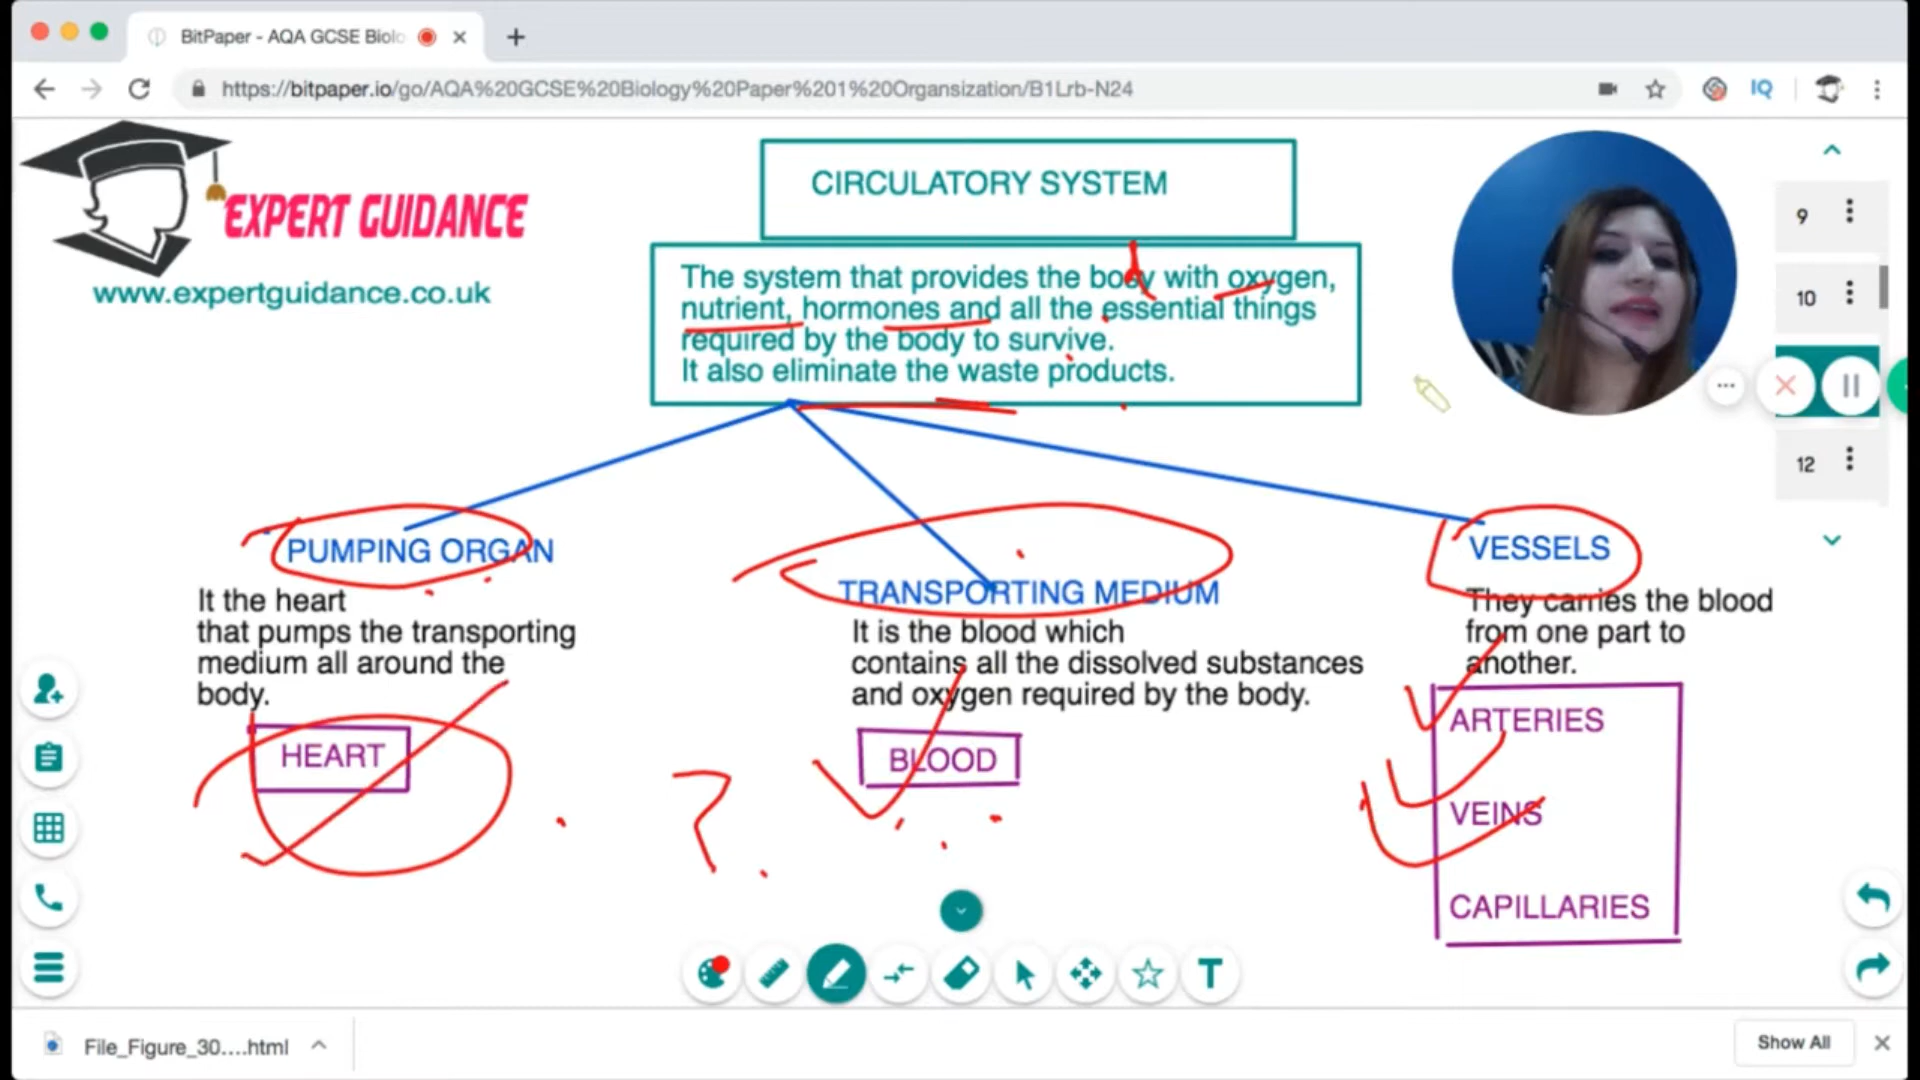 BitPaper - AQA GCSE Biolo
https://bitpaper.io/go/AQA%20GCSE%20Biology%20Paper%201%20Organsization/B1Lrb-N24
IQ
EXPERT GUIDANCE
www.expertguidance.co.uk
CIRCULATORY SYSTEM
The system that provides the body with oxygen,
nutrient, hormones and all the essential things
required by the body to survive.
It also eliminate the waste products.
9
10
12
PUMPING ORGAN
It the heart
that pumps the transporting
medium all around the
body.
HEART
?
TRANSPORTING MEDIUM
It is the blood which
contains all the dissolved substances
and oxygen required by the body.
BLOOD
VESSELS
They carries the blood
from one part to
another.
ARTERIES
VEINS
CAPILLARIES
T
File_Figure_30....html
Show All